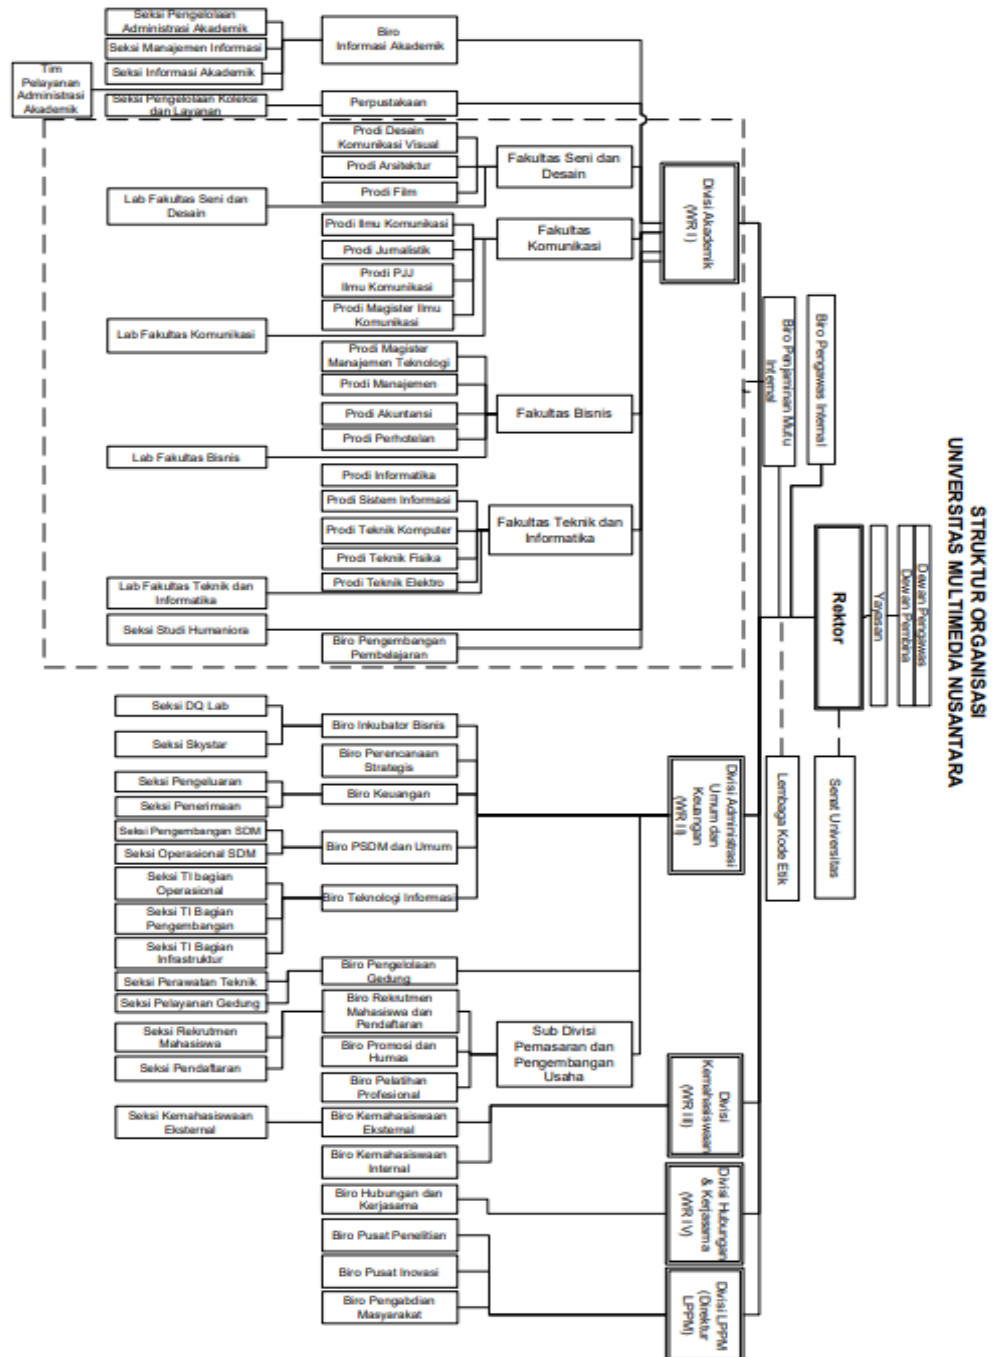 STRUKTUR ORGANISASI
UNIVERSITAS MULTIMEDIA NUSANTARA
Dewan Pengawas
Dewan Pembina
Yayasan
Rektor
Senat Universitas
Biro Pengawas Internal
Biro Penjaminan Mutu
Internal
Lembaga Kode Etik
Divisi Akademik
(WR I)
Biro
Informasi Akademik
Seksi Pengelolaan
Administrasi Akademik
Seksi Manajemen Informasi
Seksi Informasi Akademik
Tim
Pelayanan
Administrasi
Akademik
Perpustakaan
Seksi Pengelolaan Koleksi
dan Layanan
Fakultas Seni dan
Desain
Prodi Desain
Komunikasi Visual
Prodi Arsitektur
Prodi Film
Lab Fakultas Seni dan
Desain
Fakultas
Komunikasi
Prodi Ilmu Komunikasi
Prodi Jurnalistik
Prodi PJJ
Ilmu Komunikasi
Prodi Magister Ilmu
Komunikasi
Lab Fakultas Komunikasi
Fakultas Bisnis
Prodi Magister
Manajemen Teknologi
Prodi Manajemen
Prodi Akuntansi
Prodi Perhotelan
Lab Fakultas Bisnis
Fakultas Teknik dan
Informatika
Prodi Informatika
Prodi Sistem Informasi
Prodi Teknik Komputer
Prodi Teknik Fisika
Prodi Teknik Elektro
Lab Fakultas Teknik dan
Informatika
Seksi Studi Humaniora
Biro Pengembangan
Pembelajaran
Divisi Administrasi
Umum dan
Keuangan
(WR II)
Biro Inkubator Bisnis
Seksi DQ Lab
Seksi Skystar
Biro Perencanaan
Strategis
Biro Keuangan
Seksi Pengeluaran
Seksi Penerimaan
Biro PSDM dan Umum
Seksi Pengembangan SDM
Seksi Operasional SDM
Biro Teknologi Informasi
Seksi TI bagian
Operasional
Seksi TI Bagian
Pengembangan
Seksi TI Bagian
Infrastruktur
Biro Pengelolaan
Gedung
Seksi Perawatan Teknik
Seksi Pelayanan Gedung
Sub Divisi
Pemasaran dan
Pengembangan
Usaha
Biro Rekrutmen
Mahasiswa dan
Pendaftaran
Seksi Rekrutmen
Mahasiswa
Seksi Pendaftaran
Biro Promosi dan
Humas
Biro Pelatihan
Profesional
Divisi
Kemahasiswaan
(WR III)
Biro Kemahasiswaan
Eksternal
Seksi Kemahasiswaan
Eksternal
Biro Kemahasiswaan
Internal
Divisi Hubungan
& Kerjasama
(WR IV)
Biro Hubungan dan
Kerjasama
Divisi LPPM
(Direktur
LPPM)
Biro Pusat Penelitian
Biro Pusat Inovasi
Biro Pengabdian
Masyarakat